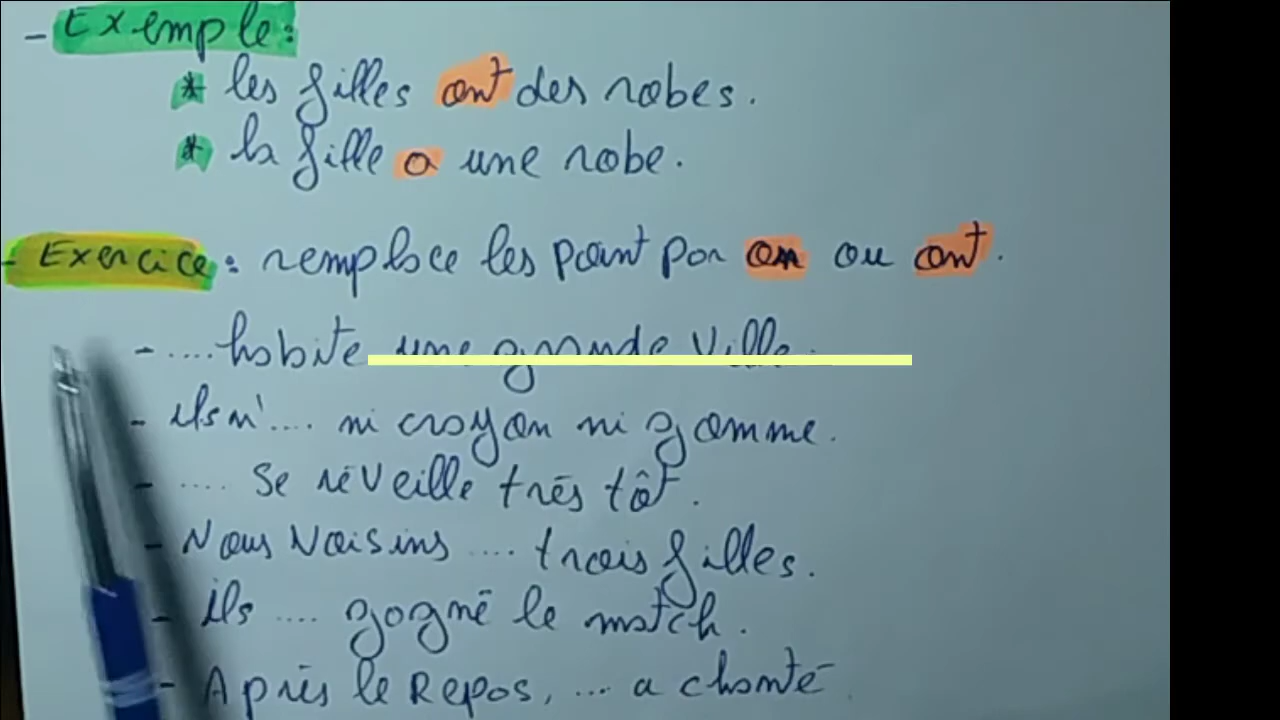 - Exemple:
* les filles ont des robes.
* la fille a une robe.
- Exercice: remplace les point par on ou ont.
- .... habite une grande ville.
- ils n'.... ni crayon ni gomme.
- .... se réveille très tôt.
- Nous Voisins .... trois filles.
- ils .... gagné le match.
- Après le Repos, ... a chanté.